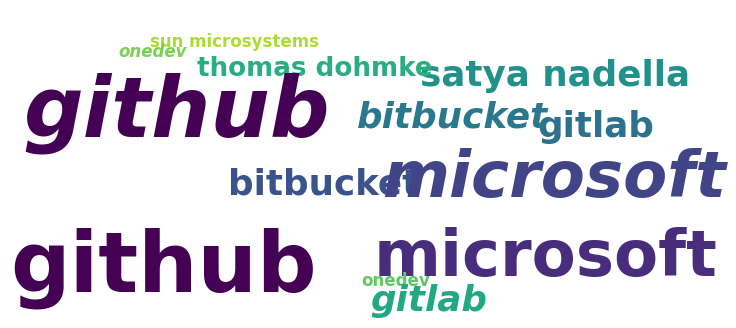 sun microsystems
onedev
thomas dohmke
satya nadella
github
bitbucket
gitlab
bitbucket
microsoft
github
microsoft
onedev
gitlab